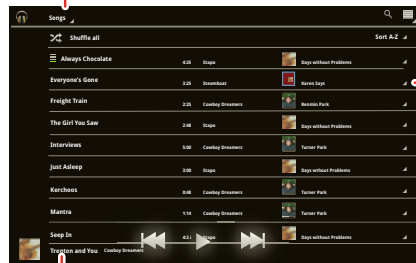 Songs
Shuffle all
Sort A-Z
Always Chocolate 4:25 Stapo Days without Problems
Everyone's Gone 3:25 Steamboat Karen Says
Freight Train 2:25 Cowboy Dreamers Renmin Park
The Girl You Saw 2:48 Stapo Days without Problems
Interviews 5:00 Cowboy Dreamers Turner Park
Just Asleep 3:00 Stapo Days without Problems
Kerchoos 0:48 Cowboy Dreamers Turner Park
Mantra 1:14 Cowboy Dreamers Turner Park
Seep In Cowboy Dreamers Days without Problems
Trenton and You Cowboy Dreamers